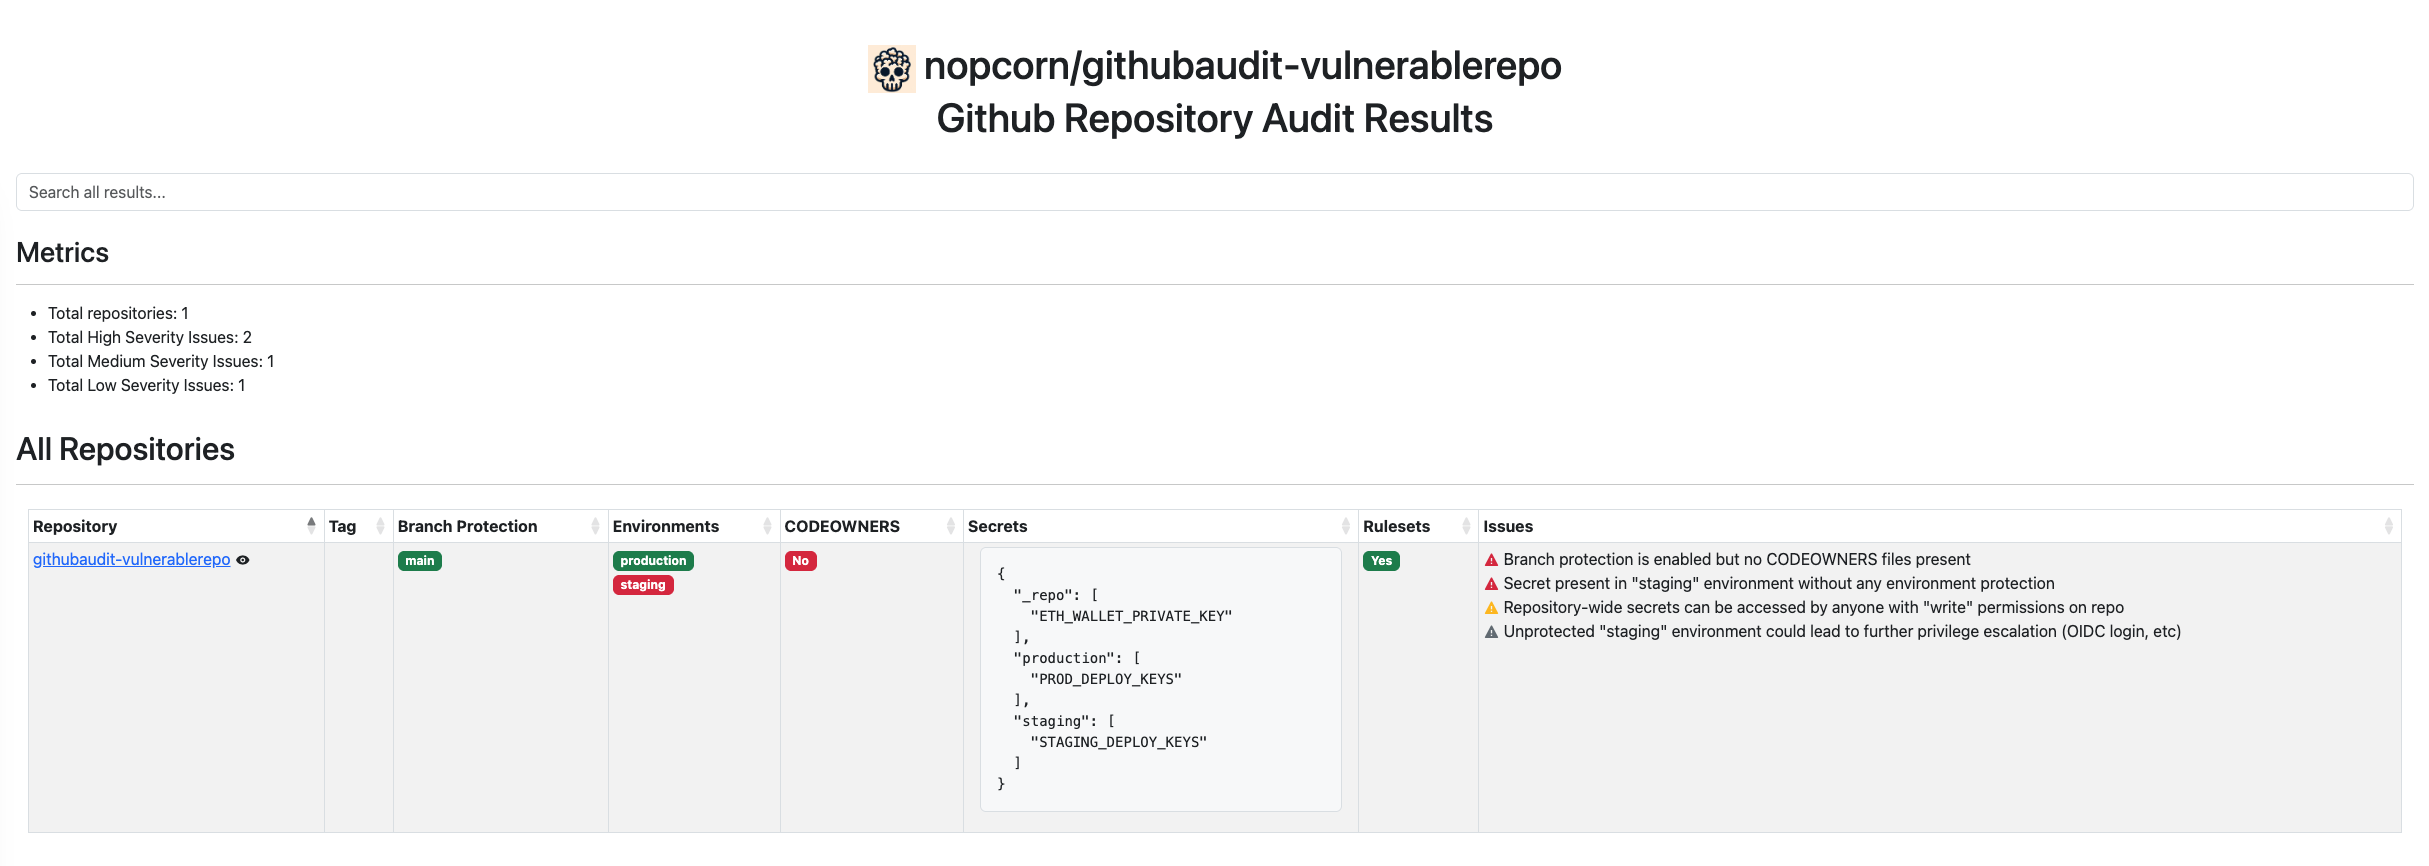 nopcorn/githubaudit-vulnerablerepo
Github Repository Audit Results
Search all results...
Metrics
Total repositories: 1
Total High Severity Issues: 2
Total Medium Severity Issues: 1
Total Low Severity Issues: 1
All Repositories
Repository Tag Branch Protection Environments CODEOWNERS Secrets Rulesets Issues
githubaudit-vulnerablerepo
main
production
staging
No
{
  "_repo": [
    "ETH_WALLET_PRIVATE_KEY"
  ],
  "production": [
    "PROD_DEPLOY_KEYS"
  ],
  "staging": [
    "STAGING_DEPLOY_KEYS"
  ]
}
Yes
Branch protection is enabled but no CODEOWNERS files present
Secret present in "staging" environment without any environment protection
Repository-wide secrets can be accessed by anyone with "write" permissions on repo
Unprotected "staging" environment could lead to further privilege escalation (OIDC login, etc)